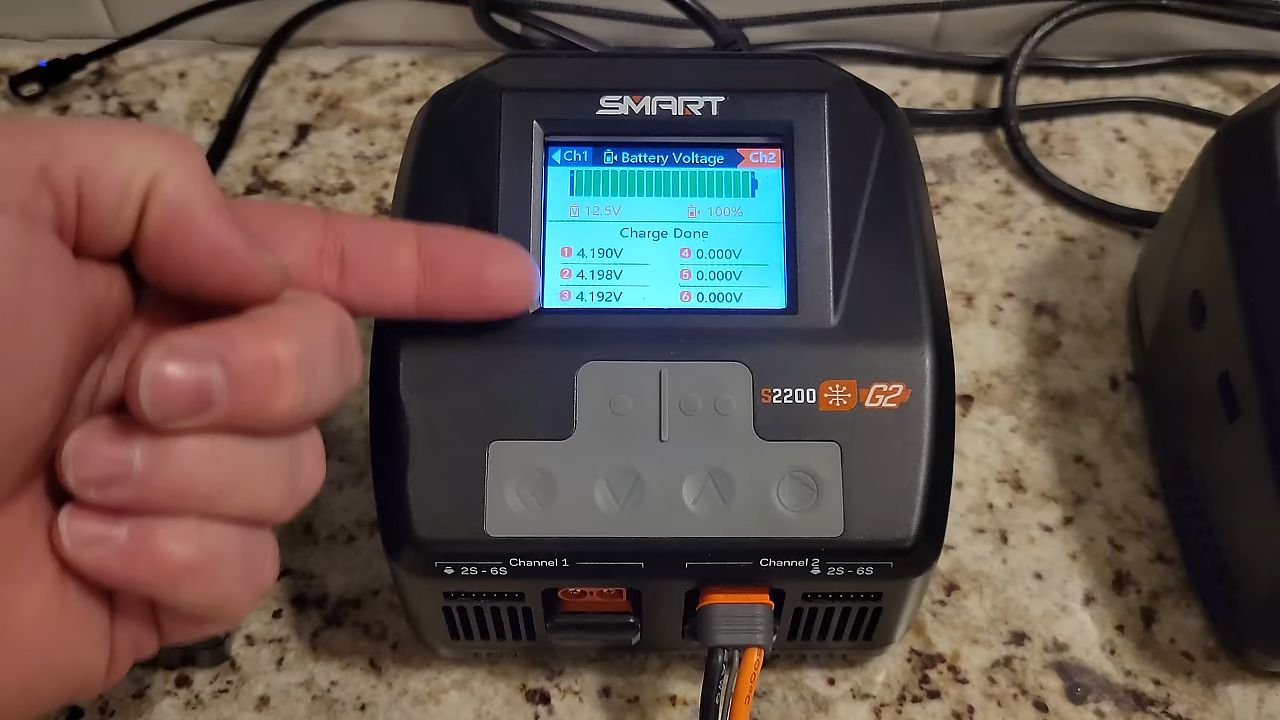 SMART
Ch1 Battery Voltage Ch2
12.5V 100%
Charge Done
1 4.190V 4 0.000V
2 4.198V 5 0.000V
3 4.192V 6 0.000V
S2200 G2
Channel 1
2S - 6S
Channel 2
2S - 6S